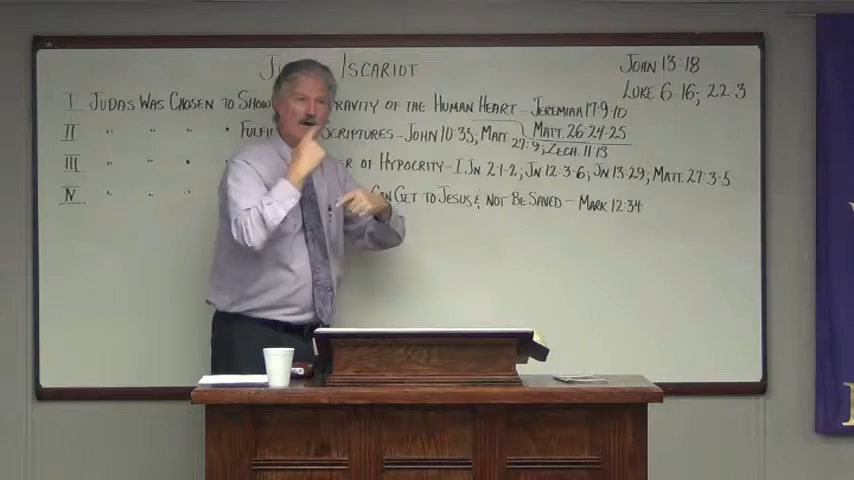 Iscariot John 13-18
Luke 6-16; 22:3
I Judas Was Chosen to Show of the Human Heart - Jeremiah 17:9-10
II " " " " Scriptures - John 10:35; Matt. 27:9; Matt. 26:24-25 Zech. 11:13
III " " " of Hypocrity - I Jn 2:1-2, Jn 12:3-6, Jn 13:29; Matt. 27:3-5
IV " " " Can Get to Jesus & not Be Saved - Mark 12:34